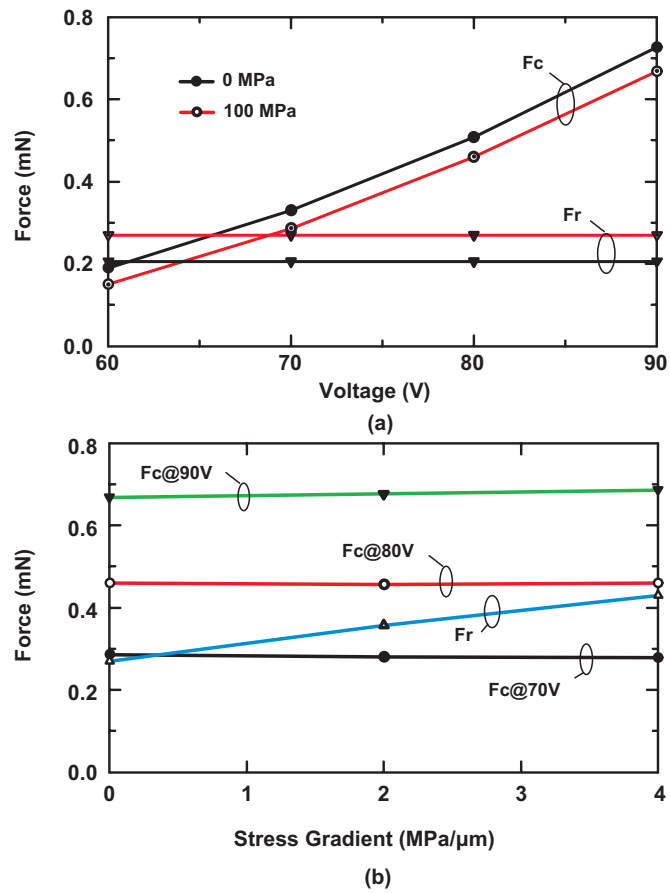 0.8
0.6
0.4
0.2
0.0
Force (mN)
0 MPa
100 MPa
Fc
Fr
60
70
80
90
Voltage (V)
(a)
0.8
0.6
0.4
0.2
0.0
Force (mN)
Fc@90V
Fc@80V
Fr
Fc@70V
0
1
2
3
4
Stress Gradient (MPa/μm)
(b)